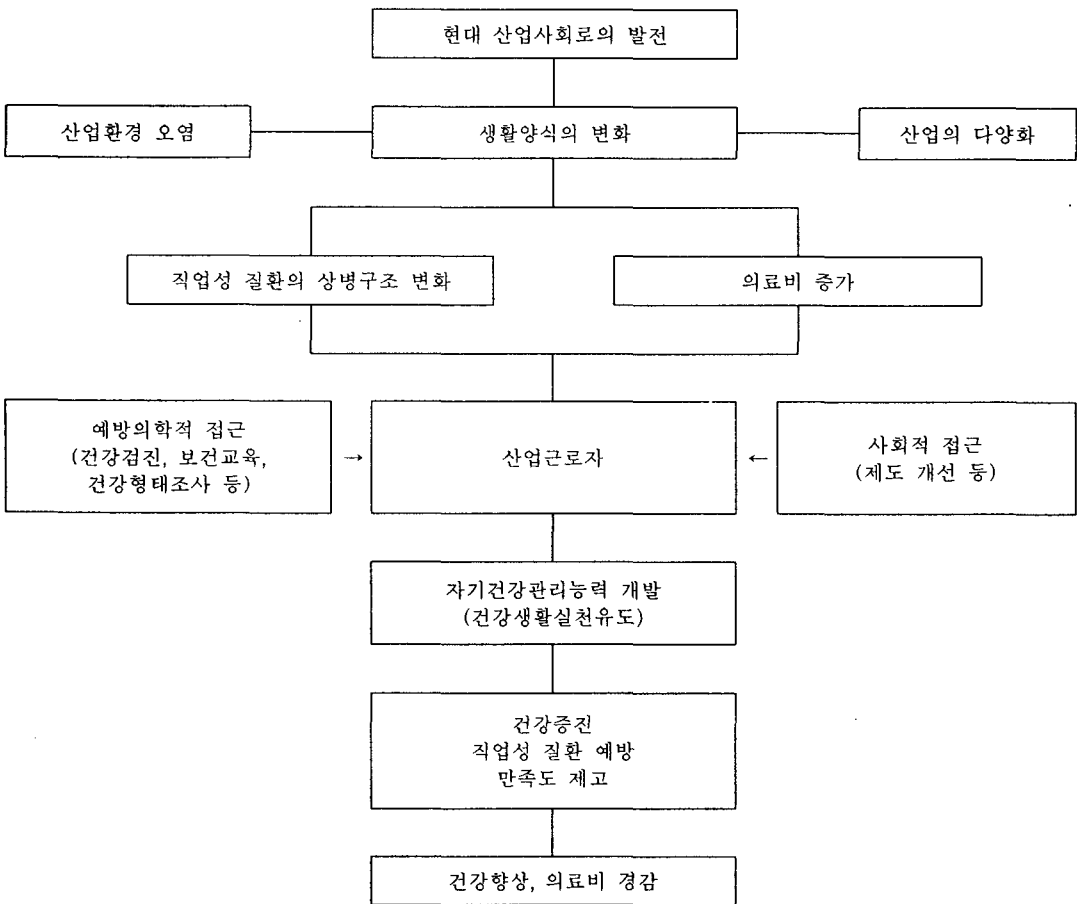 현대 산업사회로의 발전
산업환경 오염
생활양식의 변화
산업의 다양화
직업성 질환의 상병구조 변화
의료비 증가
예방의학적 접근
(건강검진, 보건교육,
건강형태조사 등)
→
산업근로자
←
사회적 접근
(제도 개선 등)
자기건강관리능력 개발
(건강생활실천유도)
건강증진
직업성 질환 예방
만족도 제고
건강향상, 의료비 경감